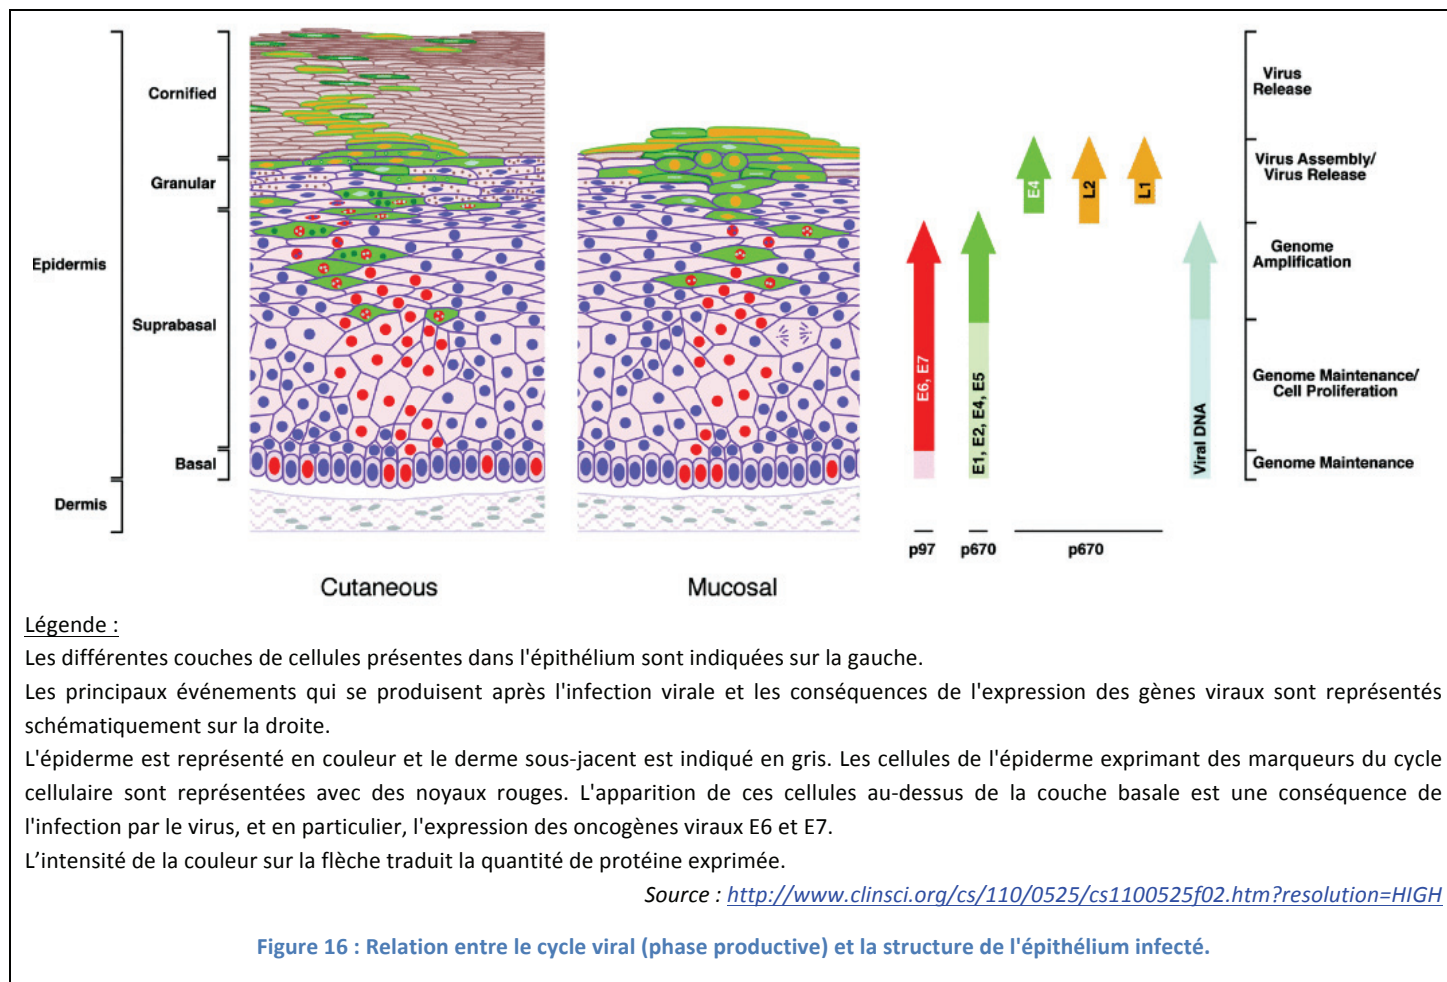 Cornified
Granular
Epidermis
Suprabasal
Basal
Dermis
Cutaneous
Mucosal
E6, E7
E1, E2, E4, E5
E4
L2
L1
Viral DNA
p97
p670
p670
Virus
Release
Virus Assembly/
Virus Release
Genome
Amplification
Genome Maintenance/
Cell Proliferation
Genome Maintenance
Légende :
Les différentes couches de cellules présentes dans l'épithélium sont indiquées sur la gauche.
Les principaux événements qui se produisent après l'infection virale et les conséquences de l'expression des gènes viraux sont représentés
schématiquement sur la droite.
L'épiderme est représenté en couleur et le derme sous-jacent est indiqué en gris. Les cellules de l'épiderme exprimant des marqueurs du cycle
cellulaire sont représentées avec des noyaux rouges. L'apparition de ces cellules au-dessus de la couche basale est une conséquence de
l'infection par le virus, et en particulier, l'expression des oncogènes viraux E6 et E7.
L’intensité de la couleur sur la flèche traduit la quantité de protéine exprimée.
Source : http://www.clinsci.org/cs/110/0525/cs1100525f02.htm?resolution=HIGH
Figure 16 : Relation entre le cycle viral (phase productive) et la structure de l'épithélium infecté.